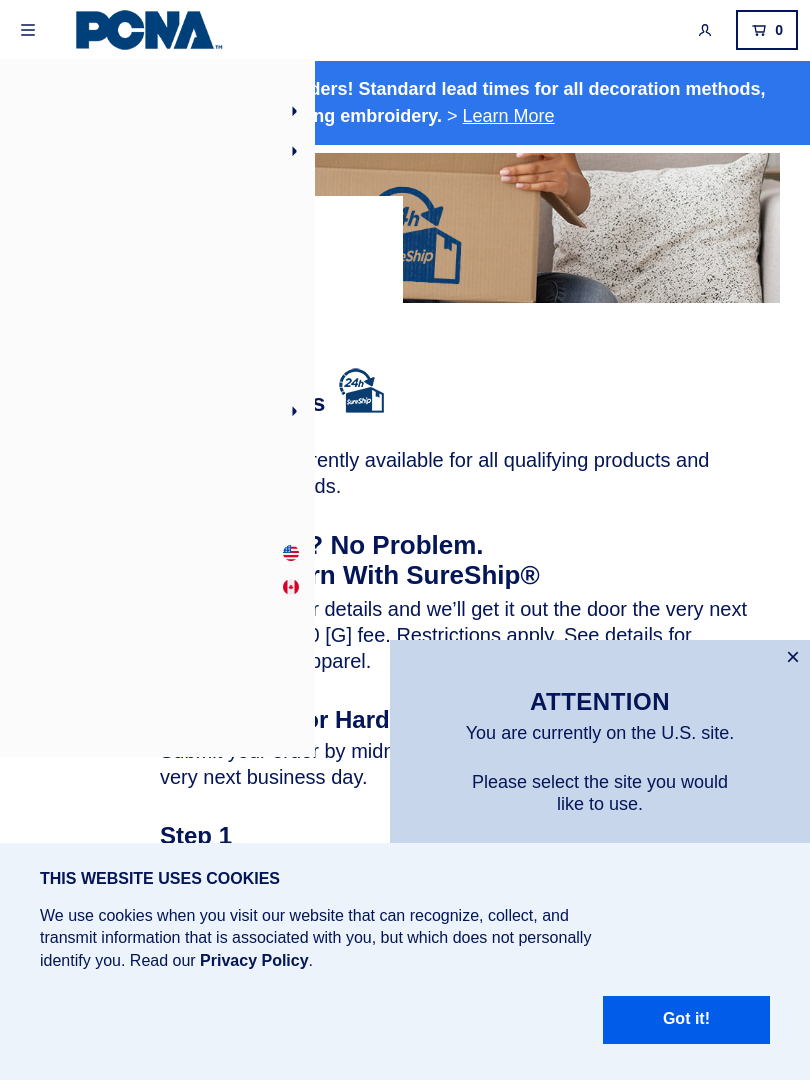 PCNA™
0
ders! Standard lead times for all decoration methods,
ng embroidery. > Learn More
24h
SureShip
s
24h
SureShip
rently available for all qualifying products and
ds.
? No Problem.
rn With SureShip®
r details and we’ll get it out the door the very next
0 [G] fee. Restrictions apply. See details for
pparel.
or Hard
Submit your order by midn
very next business day.
Step 1
×
ATTENTION
You are currently on the U.S. site.
Please select the site you would
like to use.
THIS WEBSITE USES COOKIES
We use cookies when you visit our website that can recognize, collect, and
transmit information that is associated with you, but which does not personally
identify you. Read our Privacy Policy.
Got it!